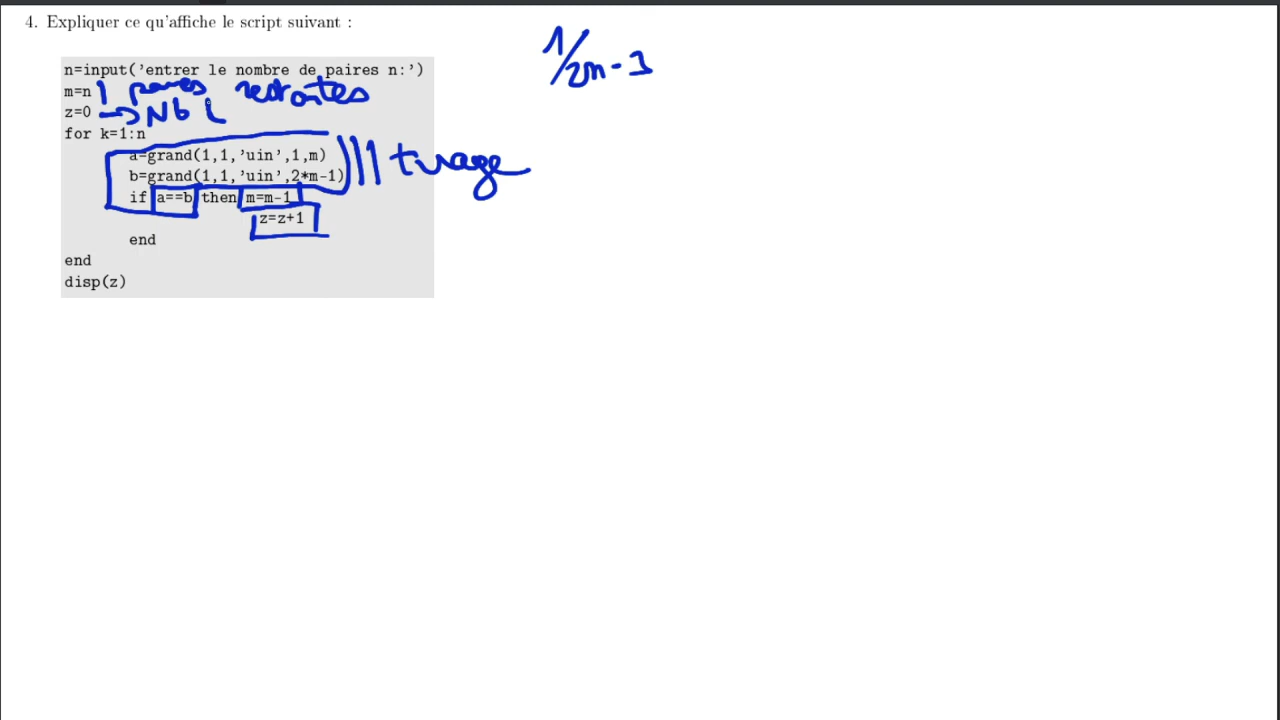 4. Expliquer ce qu'affiche le script suivant :
1/2m-1
n=input('entrer le nombre de paires n:')
m=n ) paires restantes
z=0 → Nb
for k=1:n
a=grand(1,1,'uin',1,m)
b=grand(1,1,'uin',2*m-1) tirage
if a==b then m=m-1
z=z+1
end
end
disp(z)